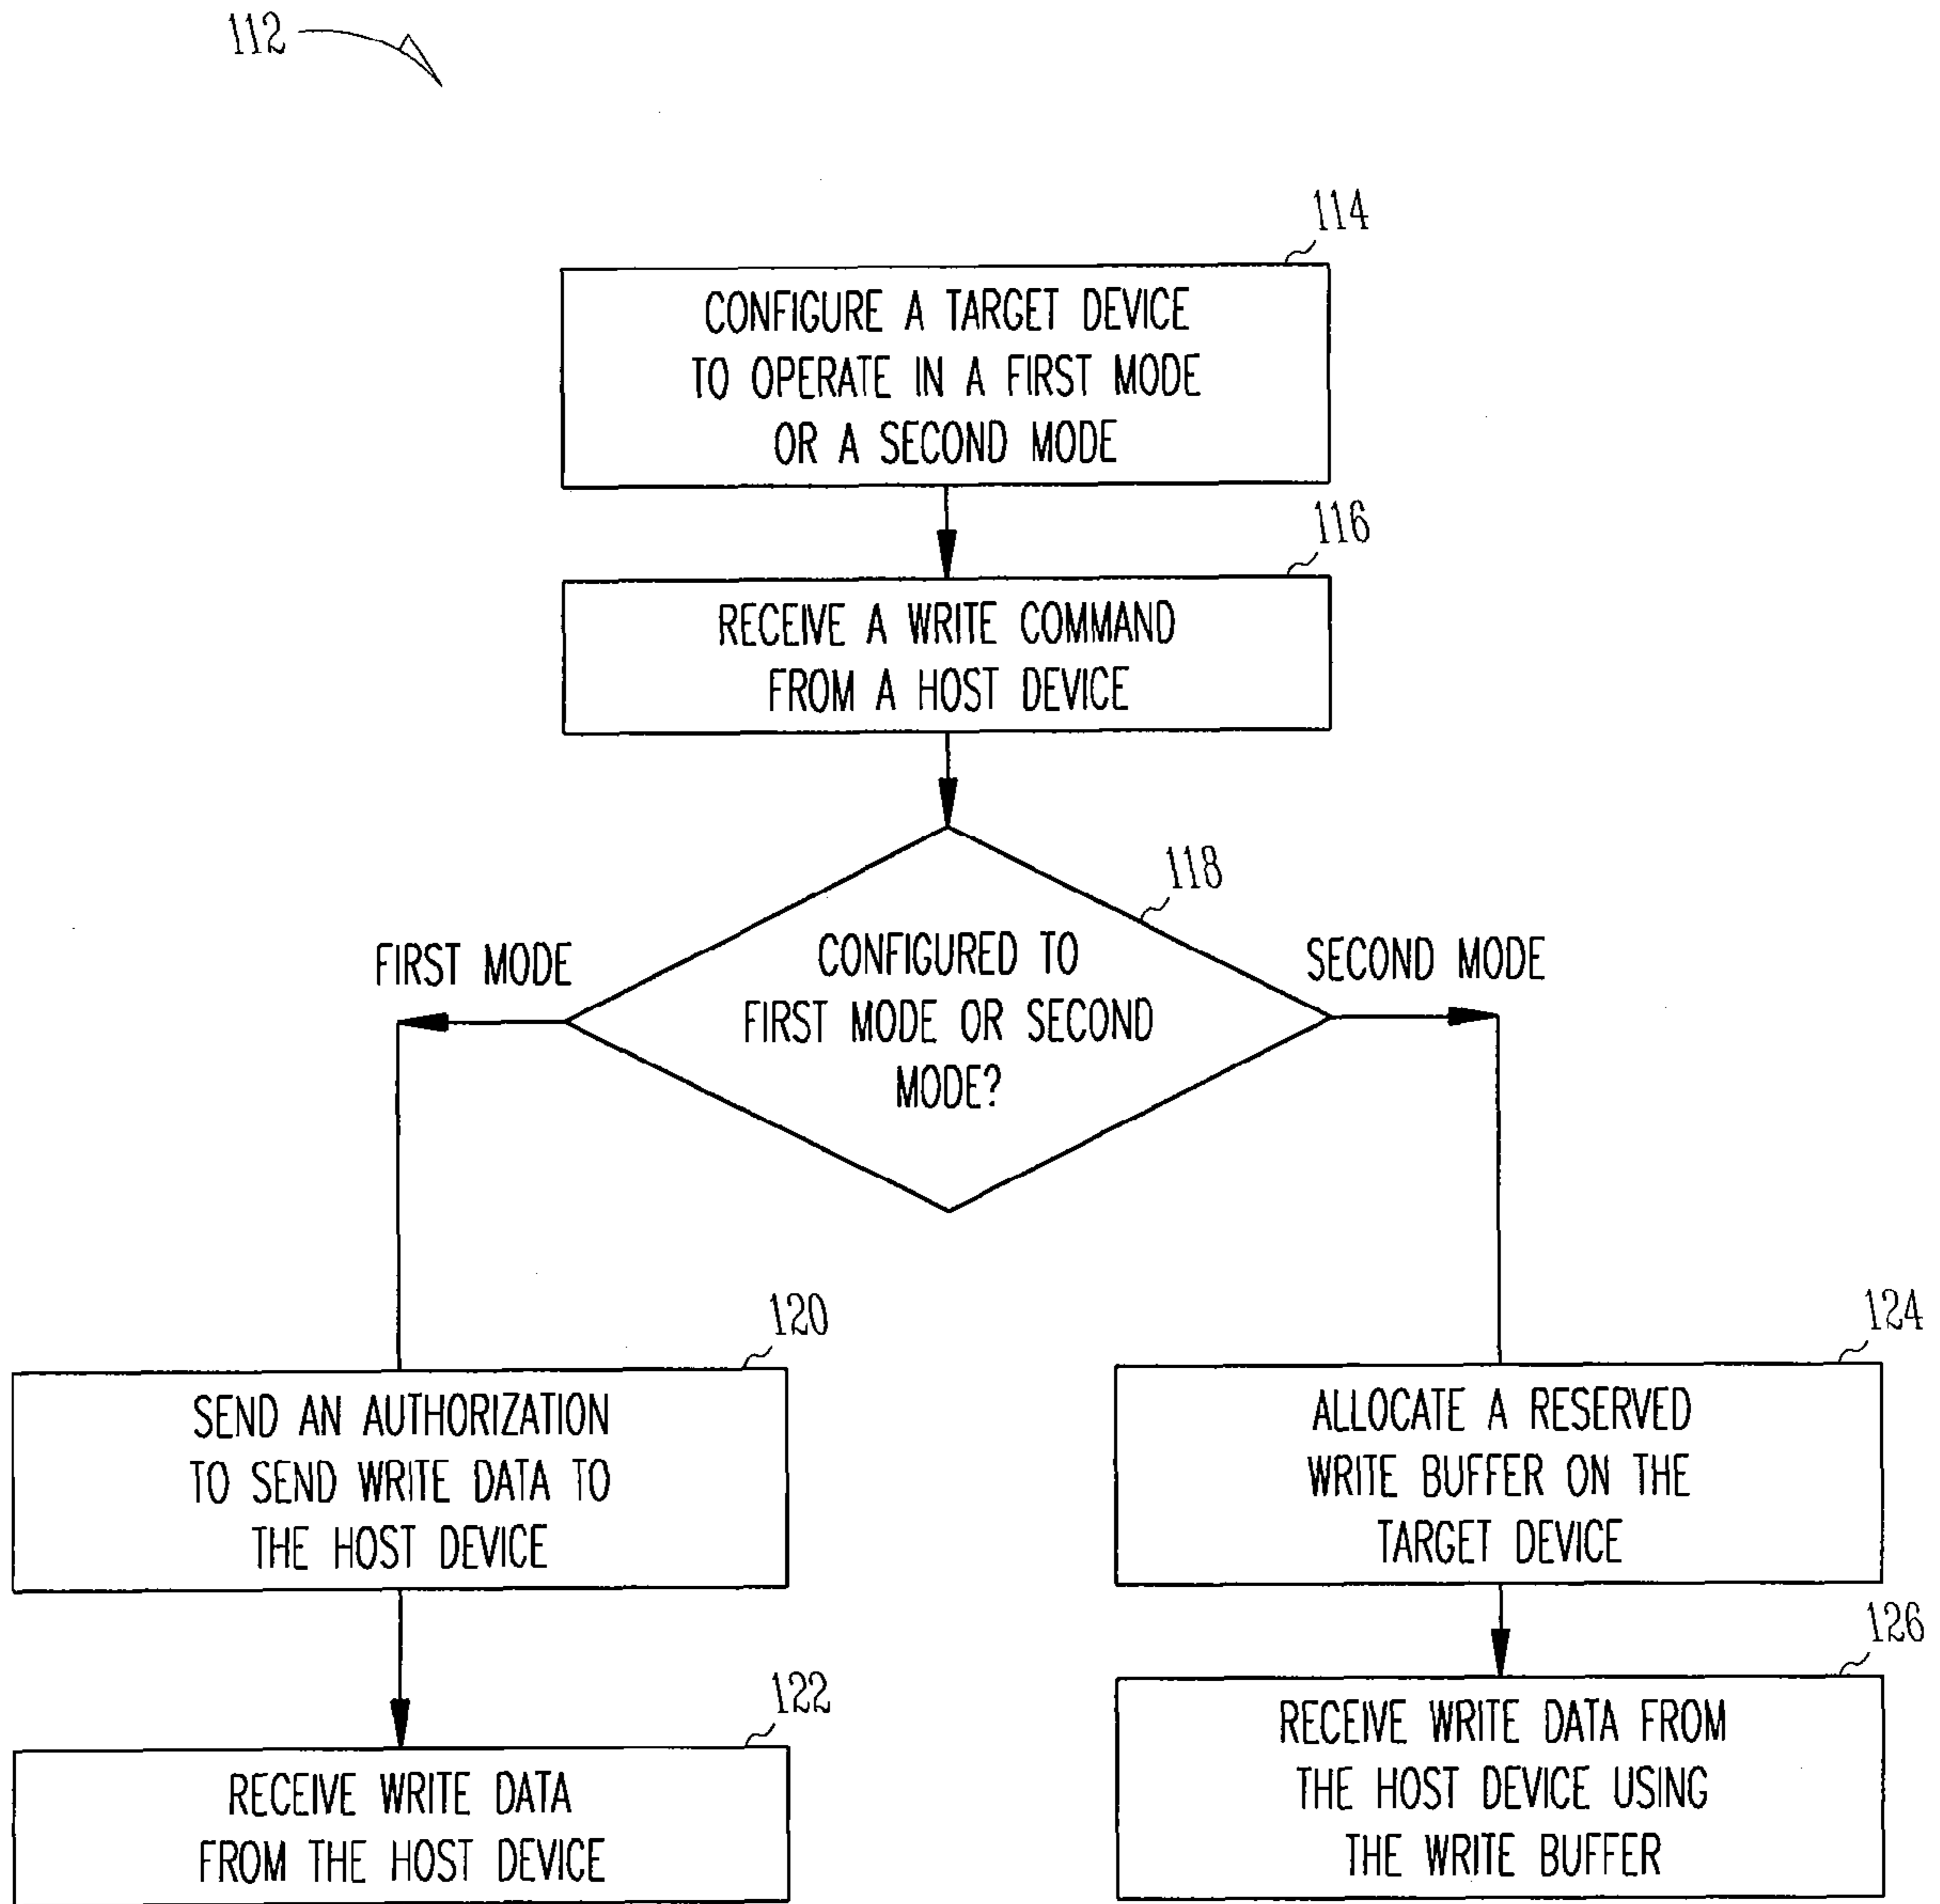 112
114
CONFIGURE A TARGET DEVICE
TO OPERATE IN A FIRST MODE
OR A SECOND MODE
116
RECEIVE A WRITE COMMAND
FROM A HOST DEVICE
118
CONFIGURED TO
FIRST MODE OR SECOND
MODE?
FIRST MODE
SECOND MODE
120
SEND AN AUTHORIZATION
TO SEND WRITE DATA TO
THE HOST DEVICE
122
RECEIVE WRITE DATA
FROM THE HOST DEVICE
124
ALLOCATE A RESERVED
WRITE BUFFER ON THE
TARGET DEVICE
126
RECEIVE WRITE DATA FROM
THE HOST DEVICE USING
THE WRITE BUFFER